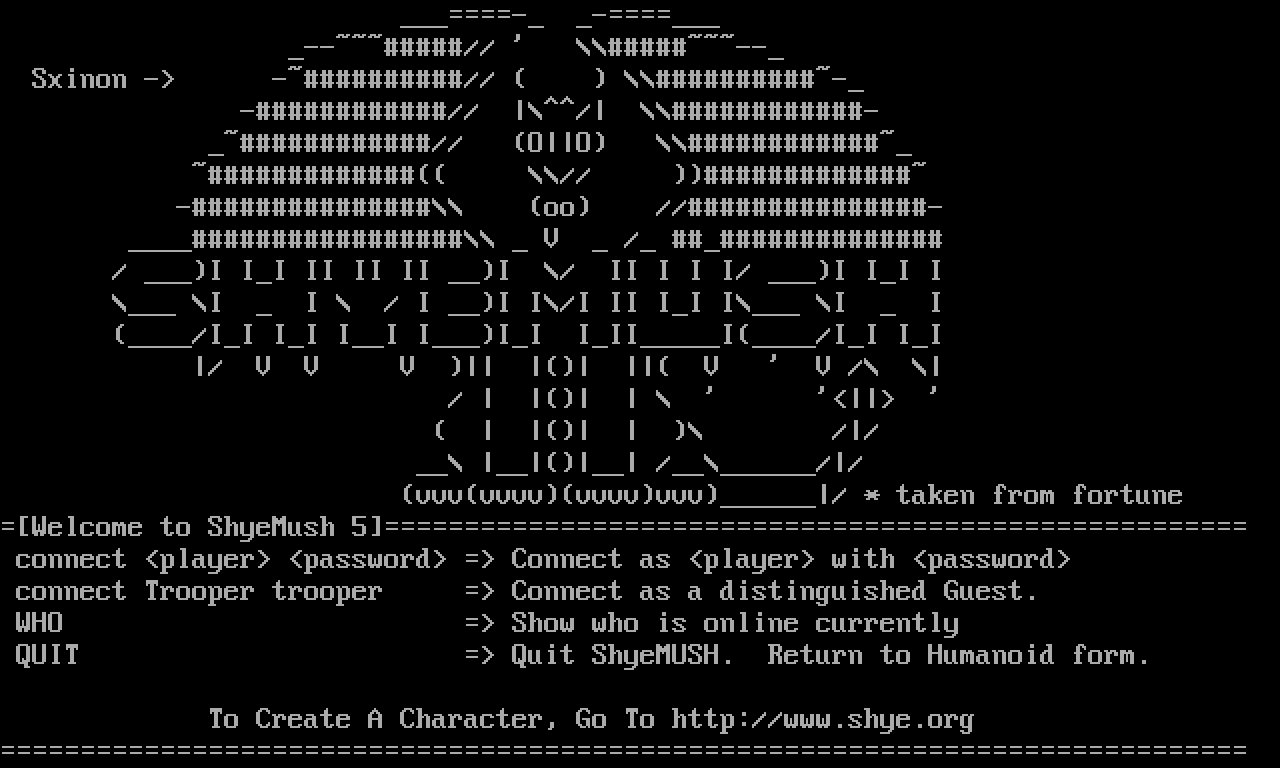 Sxinon ->
SHYEMUSH
* taken from fortune
=[Welcome to ShyeMush 5]======================================================
connect <player> <password> => Connect as <player> with <password>
connect Trooper trooper     => Connect as a distinguished Guest.
WHO                         => Show who is online currently
QUIT                        => Quit ShyeMUSH.  Return to Humanoid form.
To Create A Character, Go To http://www.shye.org